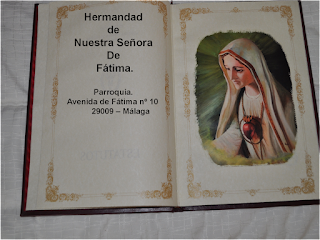 Hermandad
de
Nuestra Señora
De
Fátima.
Parroquia.
Avenida de Fátima nº 10
29009 – Málaga